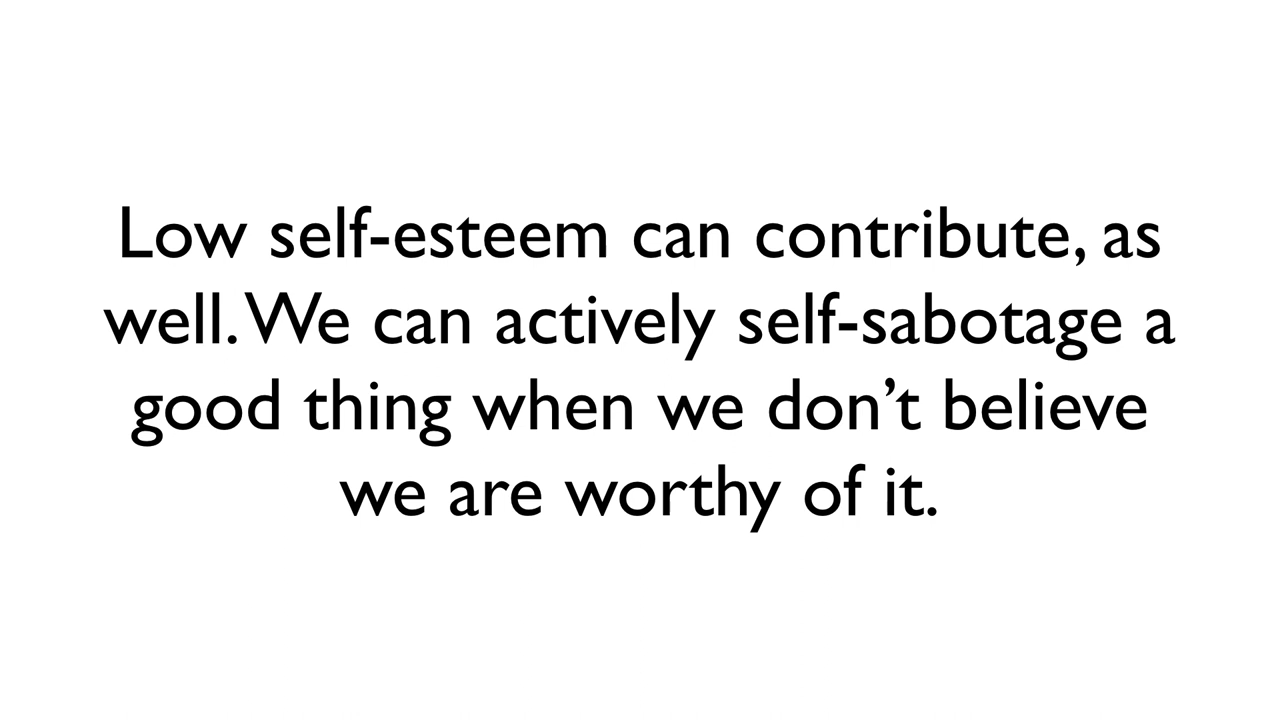 Low self-esteem can contribute, as
well. We can actively self-sabotage a
good thing when we don’t believe
we are worthy of it.